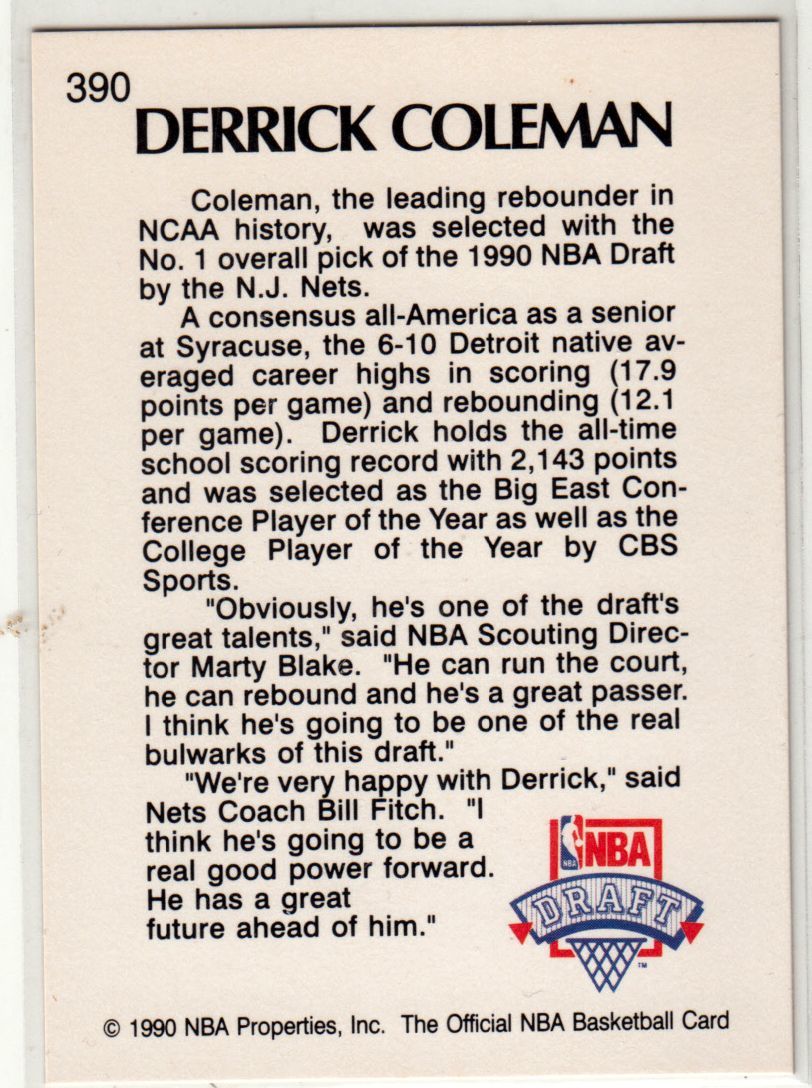 390
DERRICK COLEMAN
Coleman, the leading rebounder in
NCAA history, was selected with the
No. 1 overall pick of the 1990 NBA Draft
by the N.J. Nets.
A consensus all-America as a senior
at Syracuse, the 6-10 Detroit native av-
eraged career highs in scoring (17.9
points per game) and rebounding (12.1
per game). Derrick holds the all-time
school scoring record with 2,143 points
and was selected as the Big East Con-
ference Player of the Year as well as the
College Player of the Year by CBS
Sports.
"Obviously, he's one of the draft's
great talents," said NBA Scouting Direc-
tor Marty Blake. "He can run the court,
he can rebound and he's a great passer.
I think he's going to be one of the real
bulwarks of this draft."
"We're very happy with Derrick," said
Nets Coach Bill Fitch. "I
think he's going to be a
real good power forward.
He has a great
future ahead of him."
NBA
NBA
DRAFT
TM
© 1990 NBA Properties, Inc. The Official NBA Basketball Card